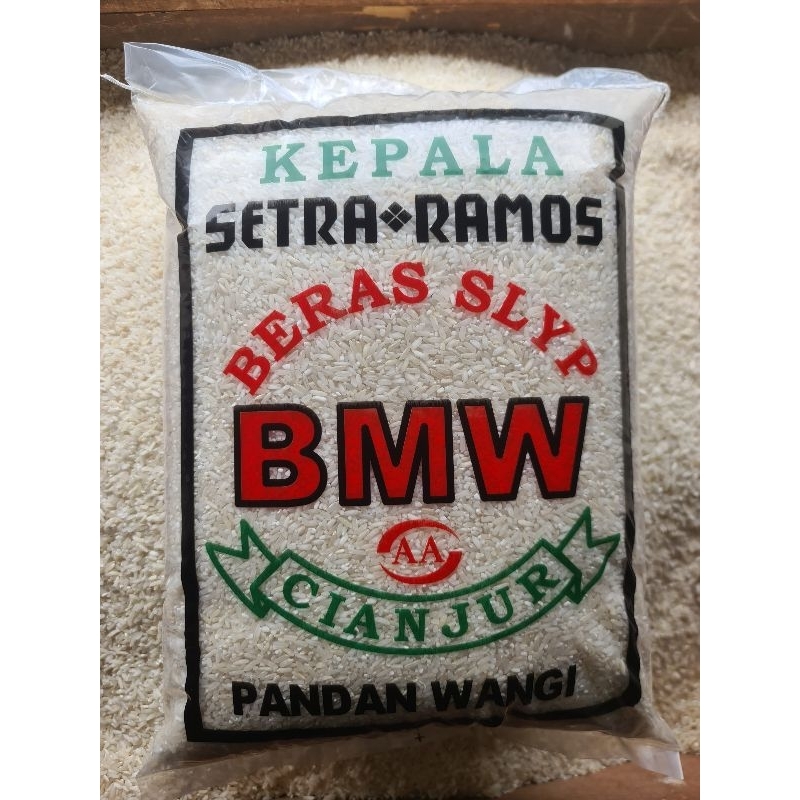 KEPALA
SETRA❖RAMOS
BERAS SLYP
BMW
AA
CIANJUR
PANDAN WANGI